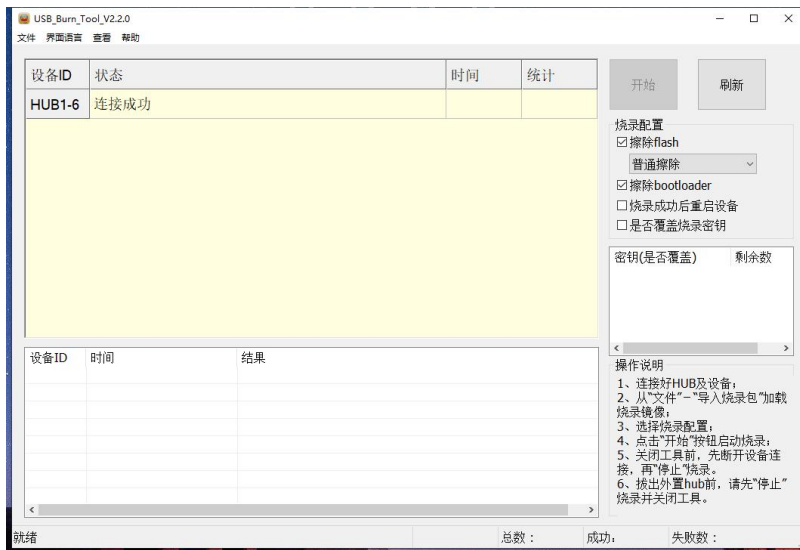 USB_Burn_Tool_V2.2.0
文件 界面语言 查看 帮助
设备ID 状态 时间 统计
HUB1-6 连接成功
开始 刷新
烧录配置
擦除flash
普通擦除
擦除bootloader
烧录成功后重启设备
是否覆盖烧录密钥
密钥(是否覆盖) 剩余数
设备ID 时间 结果
操作说明
1、连接好HUB及设备;
2、从“文件”-“导入烧录包”加载
烧录镜像;
3、选择烧录配置;
4、点击“开始”按钮启动烧录;
5、关闭工具前,先断开设备连
接,再“停止”烧录。
6、拔出外置hub前,请先“停止”
烧录并关闭工具。
就绪 总数: 成功: 失败数: